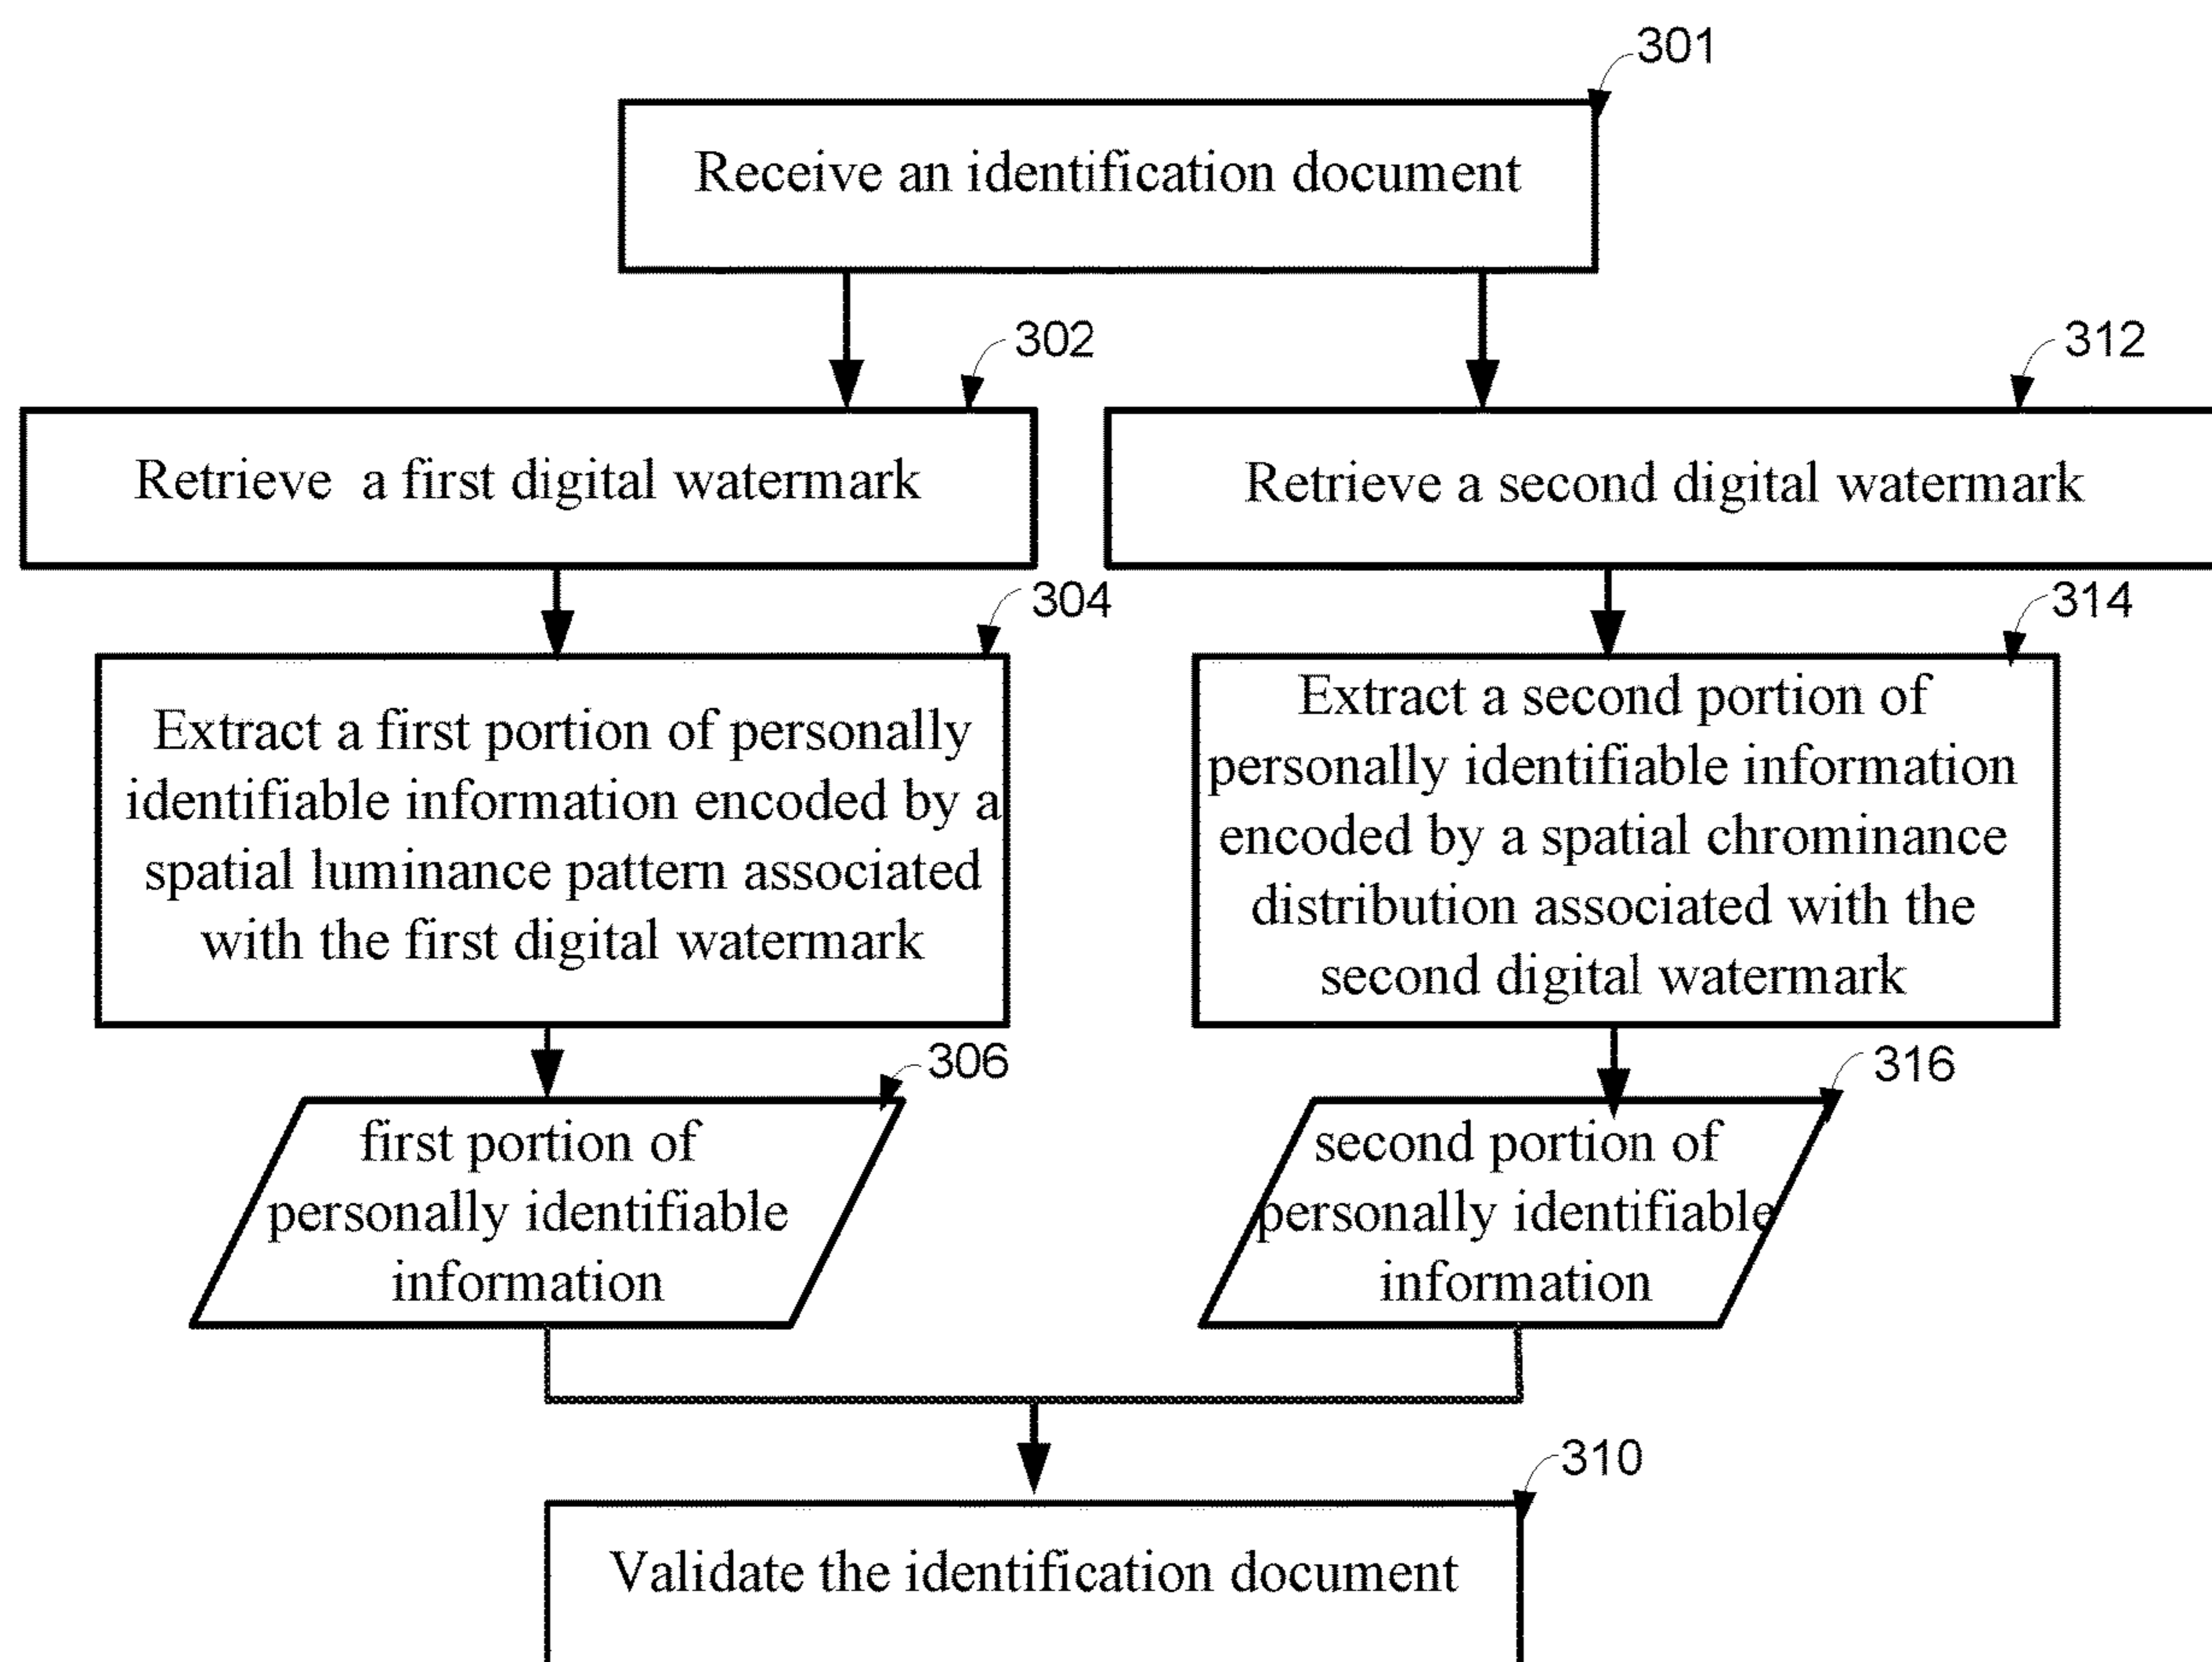 301
Receive an identification document
302
312
Retrieve a first digital watermark
Retrieve a second digital watermark
304
314
Extract a first portion of personally
identifiable information encoded by a
spatial luminance pattern associated
with the first digital watermark
Extract a second portion of
personally identifiable information
encoded by a spatial chrominance
distribution associated with the
second digital watermark
306
316
first portion of
personally identifiable
information
second portion of
personally identifiable
information
310
Validate the identification document